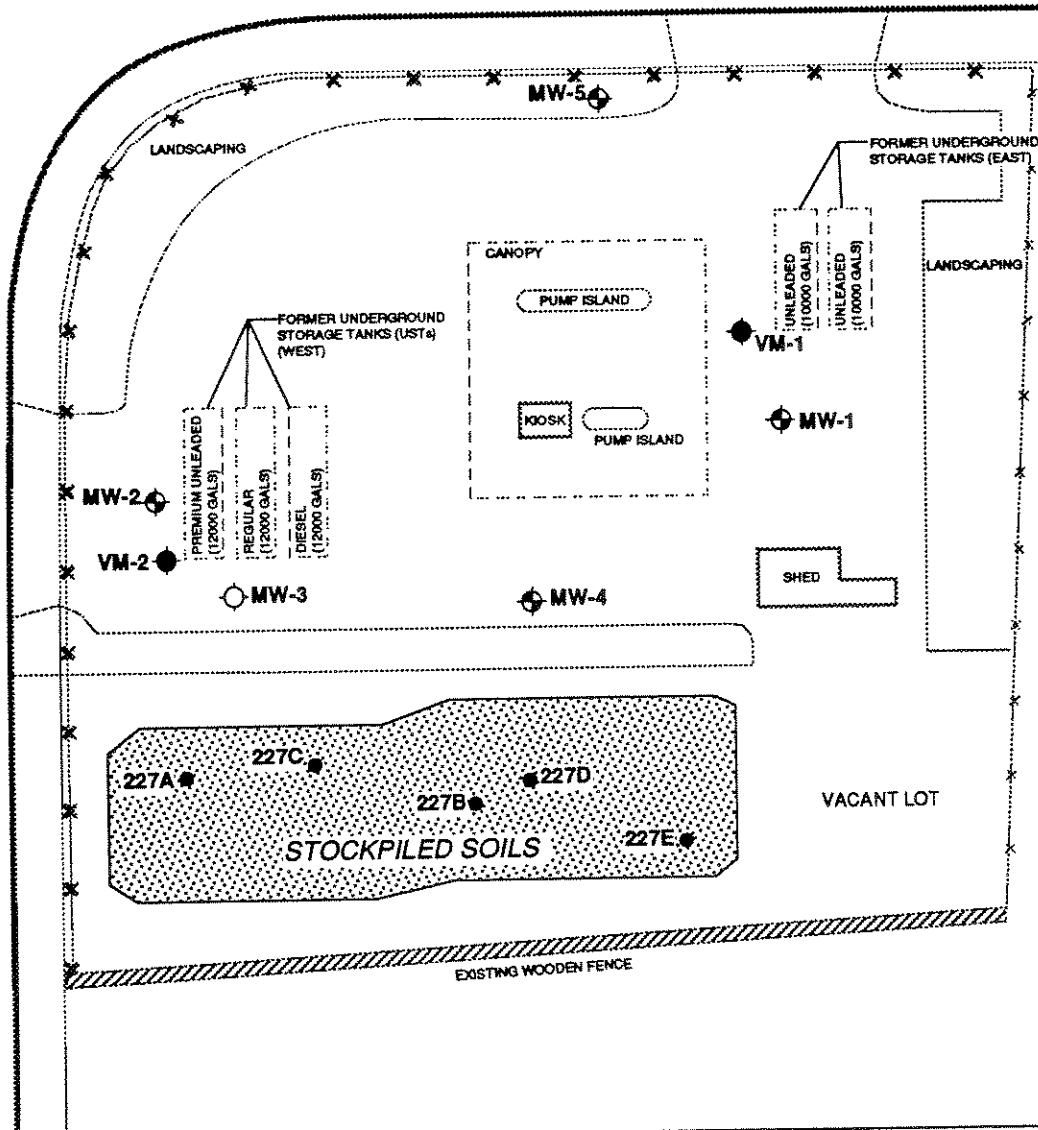 MW-5
LANDSCAPING
FORMER UNDERGROUND
STORAGE TANKS (EAST)
CANOPY
PUMP ISLAND
UNLEADED
(10000 GALS)
UNLEADED
(10000 GALS)
LANDSCAPING
FORMER UNDERGROUND
STORAGE TANKS (USTs)
(WEST)
VM-1
KIOSK
PUMP ISLAND
MW-1
PREMIUM UNLEADED
(12000 GALS)
REGULAR
(12000 GALS)
DIESEL
(12000 GALS)
MW-2
VM-2
SHED
MW-3
MW-4
227A
227C
227B
227D
227E
VACANT LOT
STOCKPILED SOILS
EXISTING WOODEN FENCE